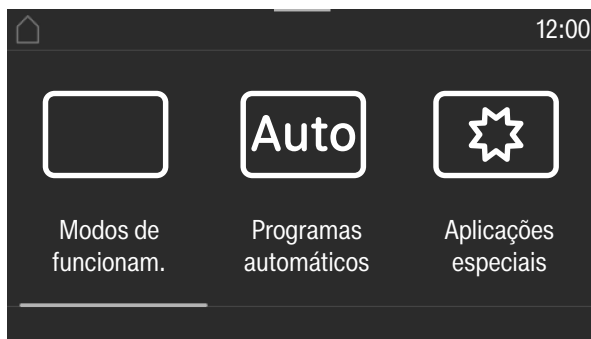 12:00
Auto
Modos de
funcionam.
Programas
automáticos
Aplicações
especiais